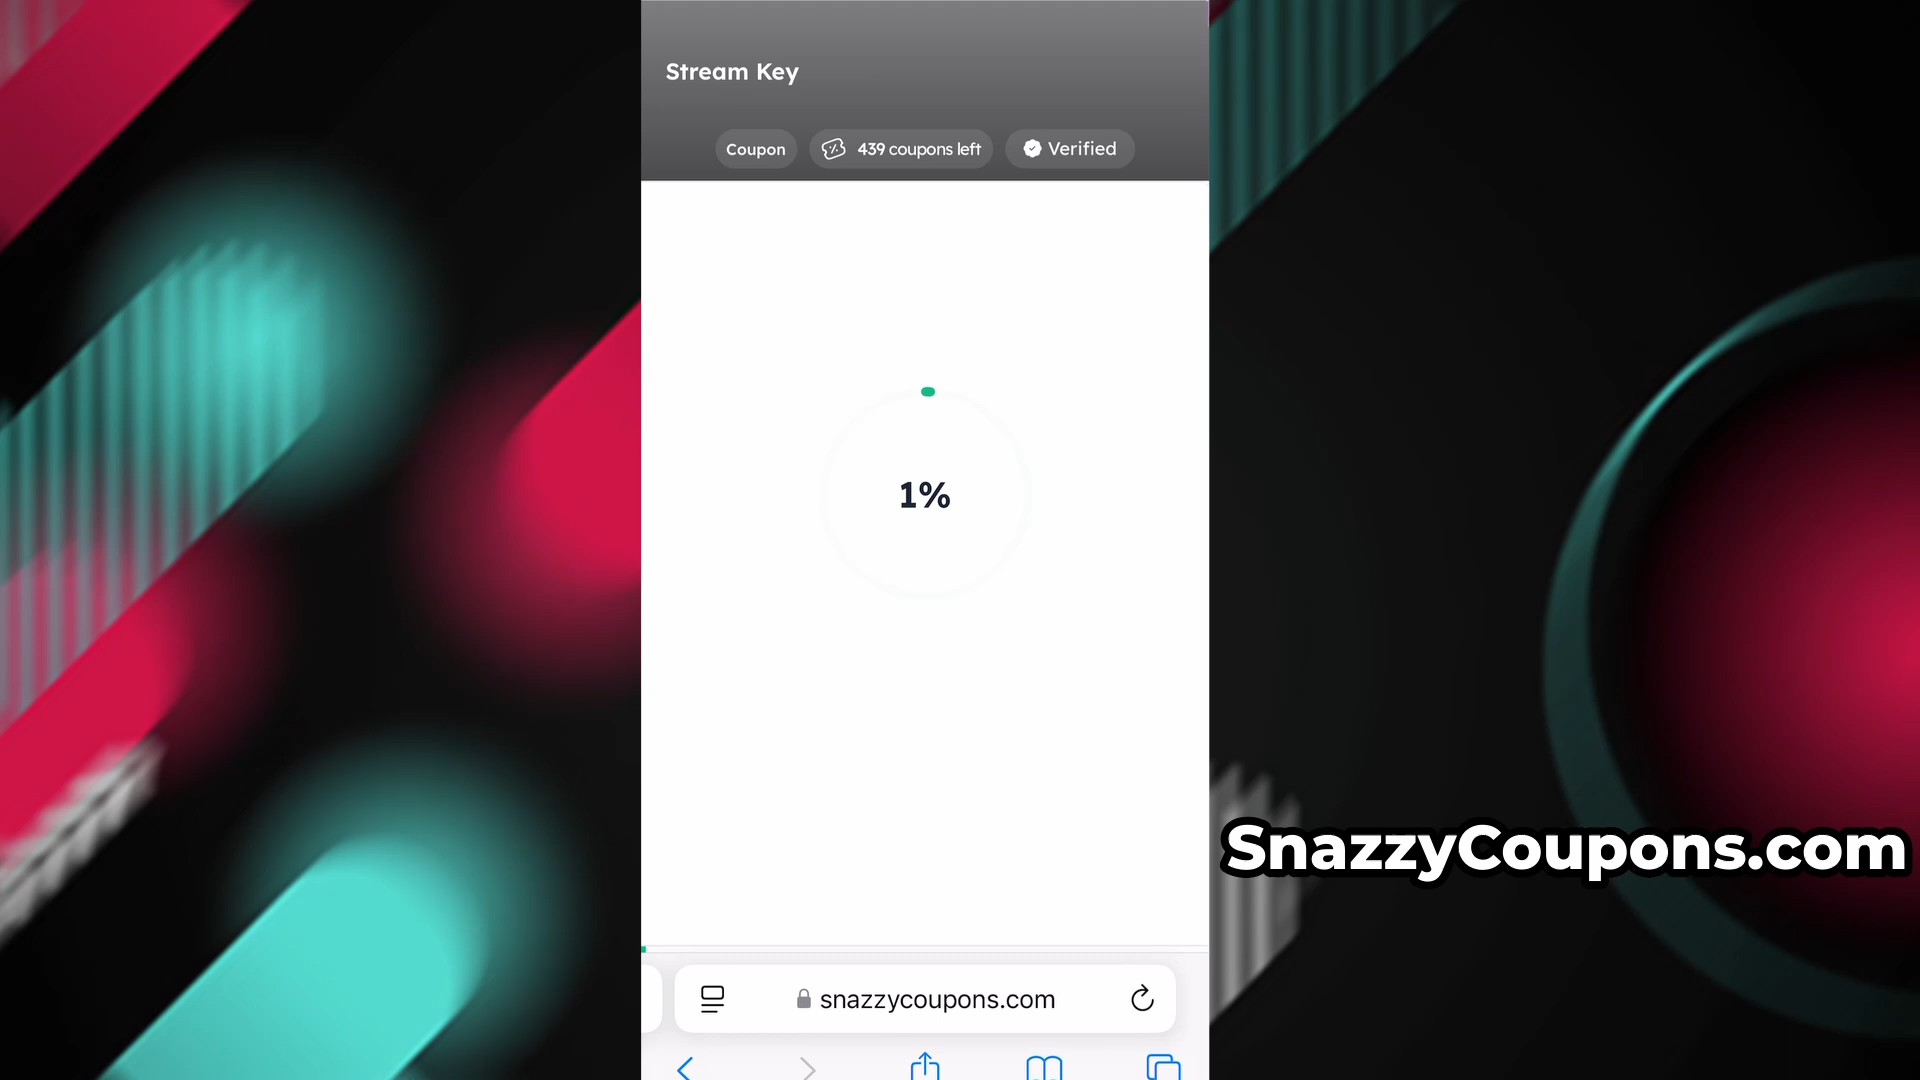 Stream Key
Coupon
439 coupons left
Verified
1%
SnazzyCoupons.com
snazzycoupons.com